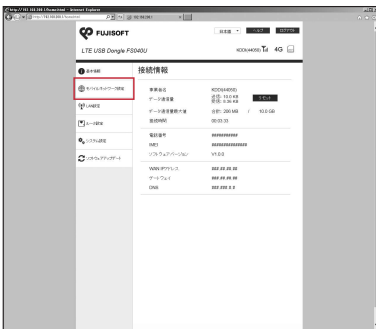 http://192.168.100.1/home.html - Internet Explorer
FUJISOFT
日本語 ヘルプ ログアウト
LTE USB Dongle FS040U
KDDI(44050) 4G
基本情報
モバイルネットワーク設定
LAN設定
ルータ設定
システム設定
ソフトウェアアップデート
接続情報
事業者名 KDDI(44050)
データ通信量 送信: 10.0 KB
受信: 8.36 KB
リセット
データ通信量最大値 合計: 200 MB / 10.0 GB
接続時間 00:03:33
電話番号 ###########
IMEI ###############
ソフトウェアバージョン V1.0.0
WAN IPアドレス ###.##.##.##
ゲートウェイ ###.##.##.##
DNS ###.###.#.#